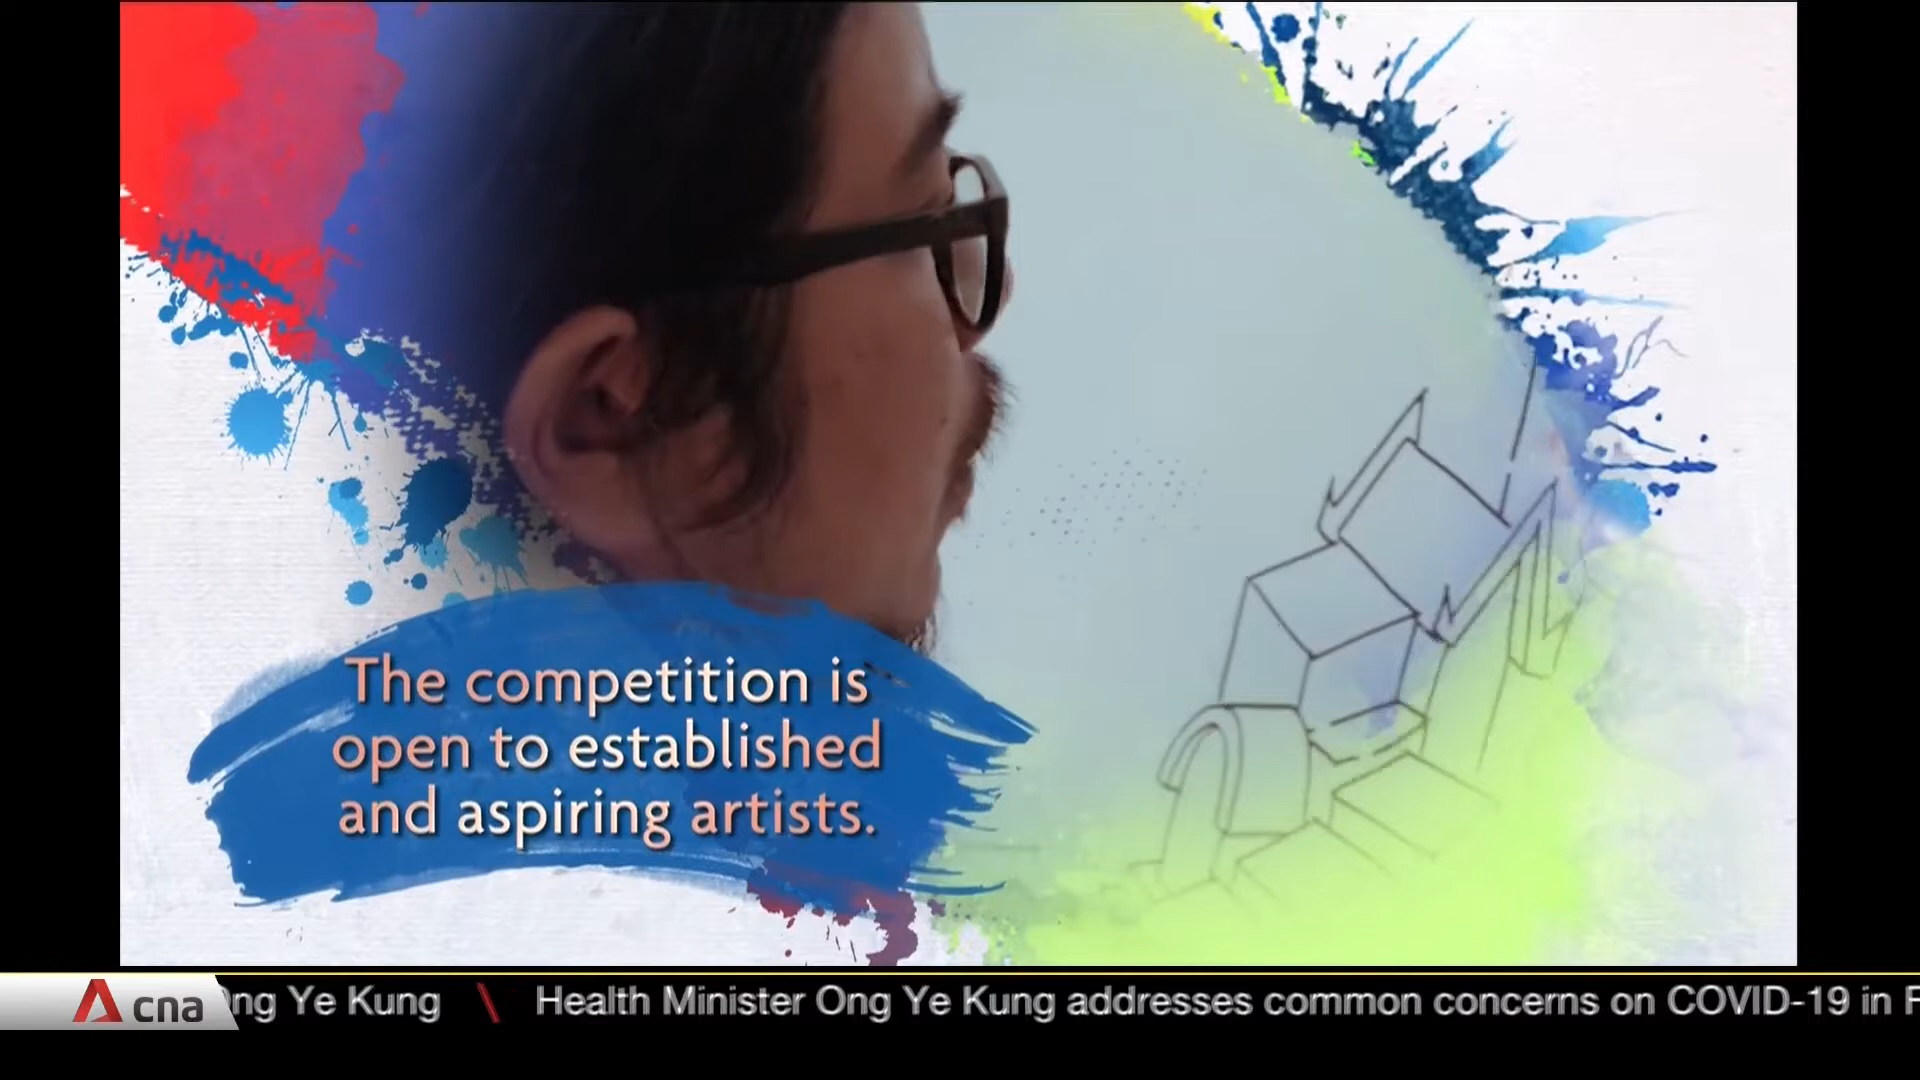 The competition is
open to established
and aspiring artists.
cna
Ong Ye Kung \ Health Minister Ong Ye Kung addresses common concerns on COVID-19 in